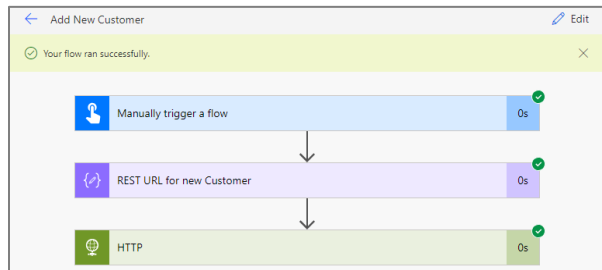 Add New Customer
Edit
Your flow ran successfully.
Manually trigger a flow
0s
REST URL for new Customer
0s
HTTP
0s